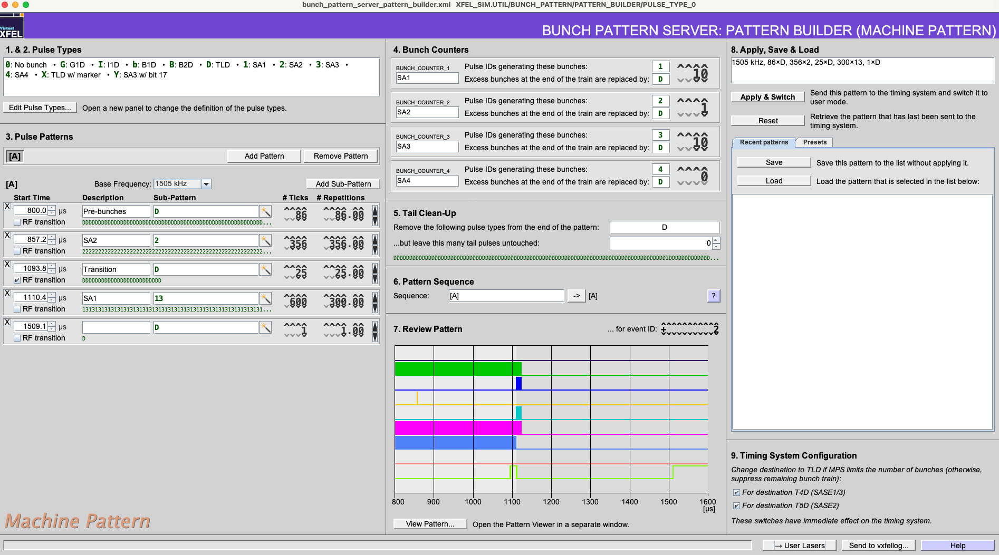 bunch_pattern_server_pattern_builder.xml   XFEL_SIM.UTIL/BUNCH_PATTERN/PATTERN_BUILDER/PULSE_TYPE_0
Virtual
XFEL
BUNCH PATTERN SERVER: PATTERN BUILDER (MACHINE PATTERN)
1. & 2. Pulse Types
0: No bunch • G: G1D • I: I1D • b: B1D • B: B2D • D: TLD • 1: SA1 • 2: SA2 • 3: SA3 •
4: SA4 • X: TLD w/ marker • Y: SA3 w/ bit 17
Edit Pulse Types... Open a new panel to change the definition of the pulse types.
3. Pulse Patterns
[A] Add Pattern Remove Pattern
[A] Base Frequency: 1505 kHz Add Sub-Pattern
Start Time Description Sub-Pattern # Ticks # Repetitions
X 800.0 µs Pre-bunches D 86 86.00
RF transition
X 857.2 µs SA2 2 356 356.00
RF transition
X 1093.8 µs Transition D 25 25.00
RF transition DDDDDDDDDDDDDDDDDDDDDDDDD
X 1110.4 µs SA1 13 600 300.00
RF transition
X 1509.1 µs D 1 1.00
RF transition D
Machine Pattern
4. Bunch Counters
BUNCH_COUNTER_1 Pulse IDs generating these bunches: 1 10
SA1 Excess bunches at the end of the train are replaced by: D
BUNCH_COUNTER_2 Pulse IDs generating these bunches: 2 1
SA2 Excess bunches at the end of the train are replaced by: D
BUNCH_COUNTER_3 Pulse IDs generating these bunches: 3 10
SA3 Excess bunches at the end of the train are replaced by: D
BUNCH_COUNTER_4 Pulse IDs generating these bunches: 4 0
SA4 Excess bunches at the end of the train are replaced by: D
5. Tail Clean-Up
Remove the following pulse types from the end of the pattern: D
...but leave this many tail pulses untouched: 0
6. Pattern Sequence
Sequence: [A] -> [A] ?
7. Review Pattern ... for event ID: + 2
800 900 1000 1100 1200 1300 1400 1500 1600
[µs]
View Pattern... Open the Pattern Viewer in a separate window.
8. Apply, Save & Load
1505 kHz, 86×D, 356×2, 25×D, 300×13, 1×D
Apply & Switch Send this pattern to the timing system and switch it to
user mode.
Reset Retrieve the pattern that has last been sent to the
timing system.
Recent patterns Presets
Save Save this pattern to the list without applying it.
Load Load the pattern that is selected in the list below:
9. Timing System Configuration
Change destination to TLD if MPS limits the number of bunches (otherwise,
suppress remaining bunch train):
For destination T4D (SASE1/3)
For destination T5D (SASE2)
These switches have immediate effect on the timing system.
→ User Lasers Send to vxfellog... Help